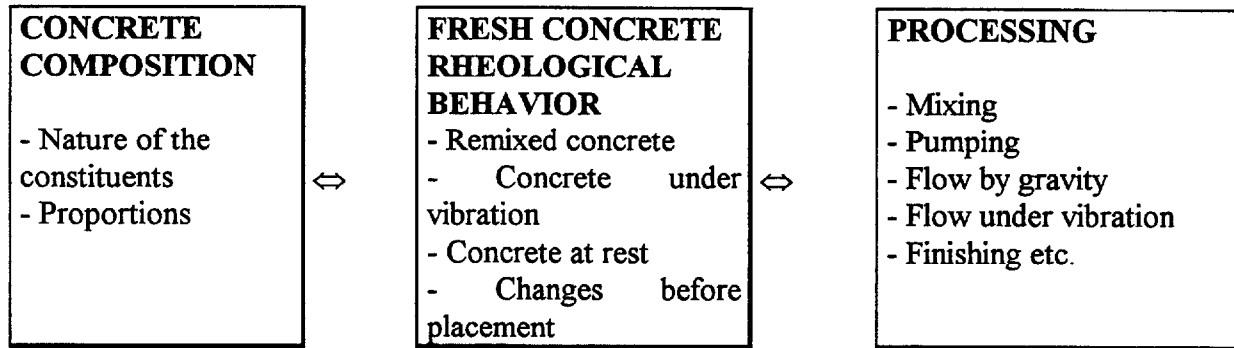 CONCRETE
COMPOSITION
- Nature of the
constituents
- Proportions
⇔
FRESH CONCRETE
RHEOLOGICAL
BEHAVIOR
- Remixed concrete
- Concrete under
vibration
- Concrete at rest
- Changes before
placement
⇔
PROCESSING
- Mixing
- Pumping
- Flow by gravity
- Flow under vibration
- Finishing etc.